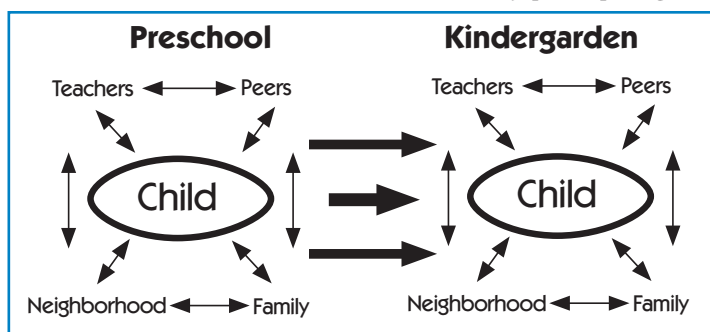 Preschool Kindergarden
Teachers Peers Teachers Peers
Child Child
Neighborhood Family Neighborhood Family